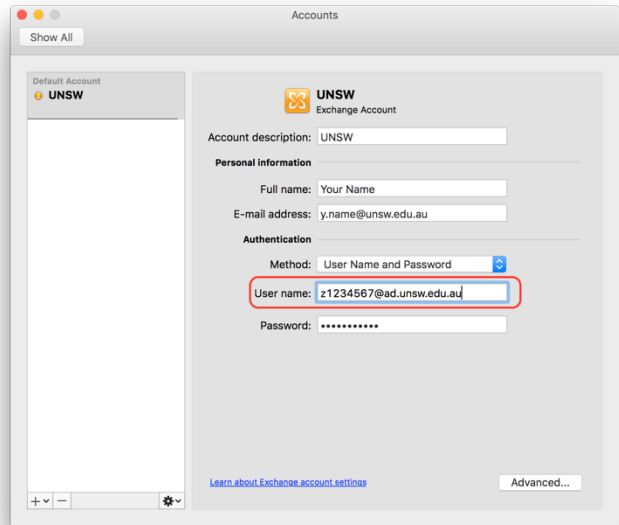 Accounts
Show All
Default Account
UNSW
UNSW
Exchange Account
Account description: UNSW
Personal information
Full name: Your Name
E-mail address: y.name@unsw.edu.au
Authentication
Method: User Name and Password
User name: z1234567@ad.unsw.edu.au
Password: •••••••••••
Learn about Exchange account settings
Advanced...